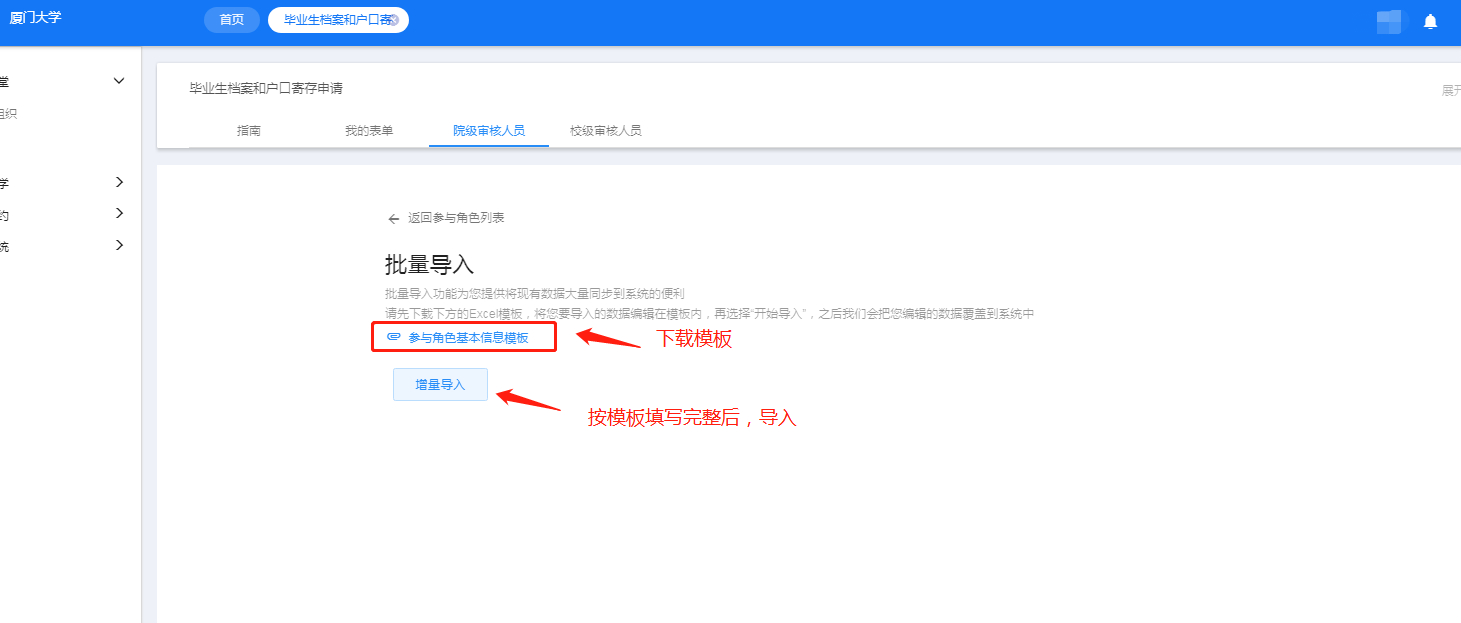 厦门大学
首页
毕业生档案和户口寄
堂
组织
学
约
统
毕业生档案和户口寄存申请
展开
指南
我的表单
院级审核人员
校级审核人员
返回参与角色列表
批量导入
批量导入功能为您提供将现有数据大量同步到系统的便利
请先下载下方的Excel模板，将您要导入的数据编辑在模板内，再选择"开始导入"，之后我们会把您编辑的数据覆盖到系统中
参与角色基本信息模板
下载模板
增量导入
按模板填写完整后，导入